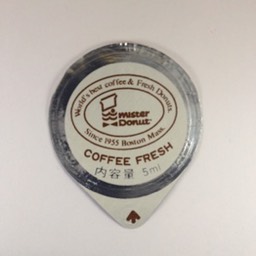 World's best coffee & Fresh Donuts.
mister
Donut
Since 1955 Boston Mass.
COFFEE FRESH
内容量 5ml